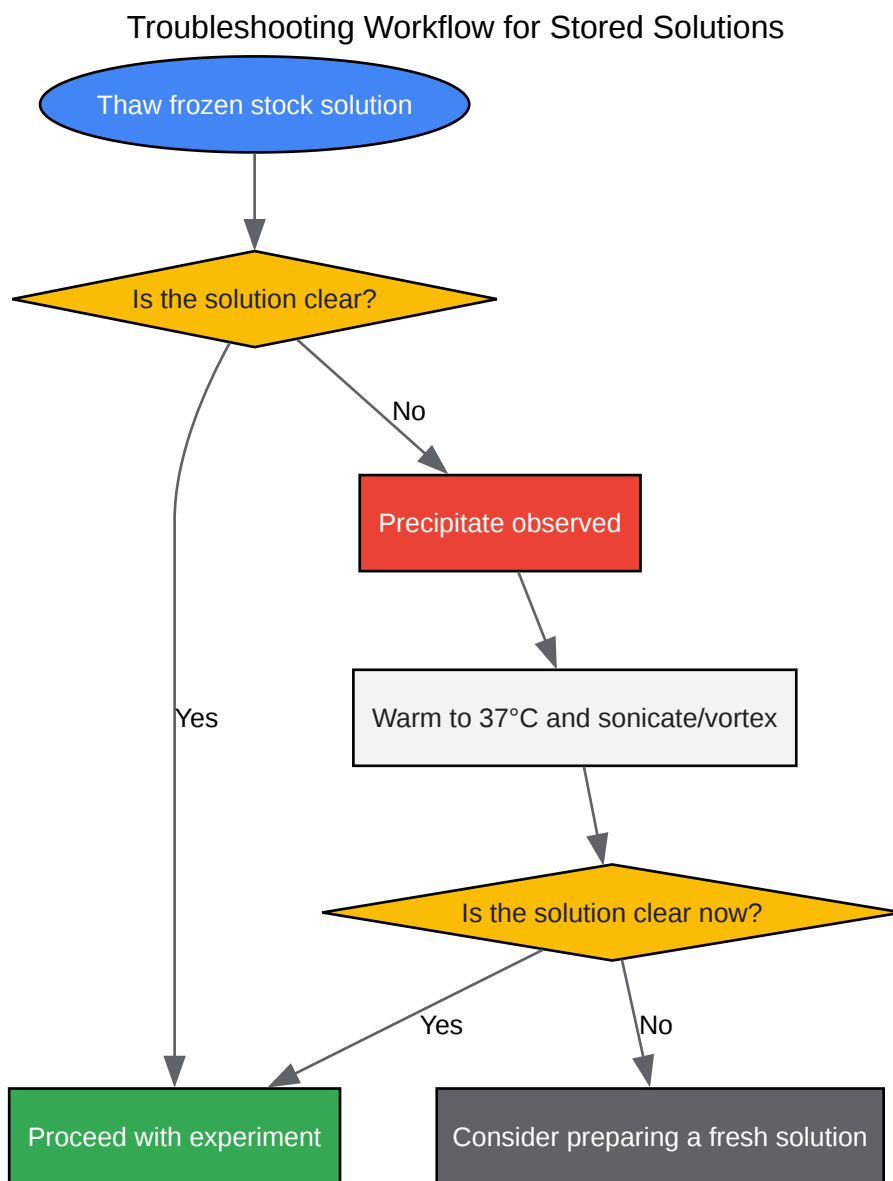 Troubleshooting Workflow for Stored Solutions
Thaw frozen stock solution
Is the solution clear?
No
Precipitate observed
Yes
Warm to 37°C and sonicate/vortex
Is the solution clear now?
Yes
No
Proceed with experiment
Consider preparing a fresh solution